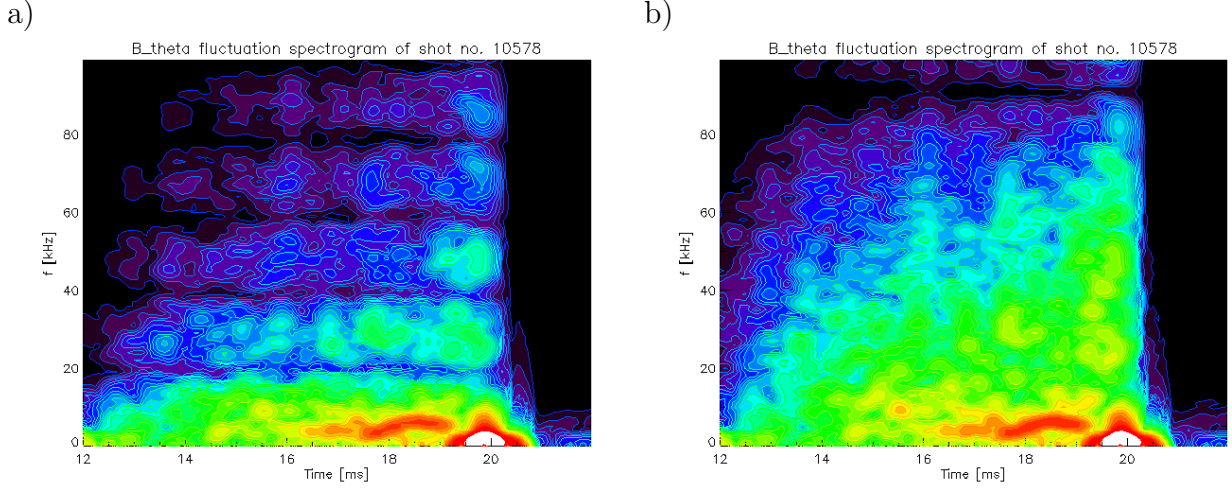 a)
B_theta fluctuation spectrogram of shot no. 10578
f [kHz]
80
60
40
20
0
12 14 16 18 20
Time [ms]
b)
B_theta fluctuation spectrogram of shot no. 10578
f [kHz]
80
60
40
20
0
12 14 16 18 20
Time [ms]